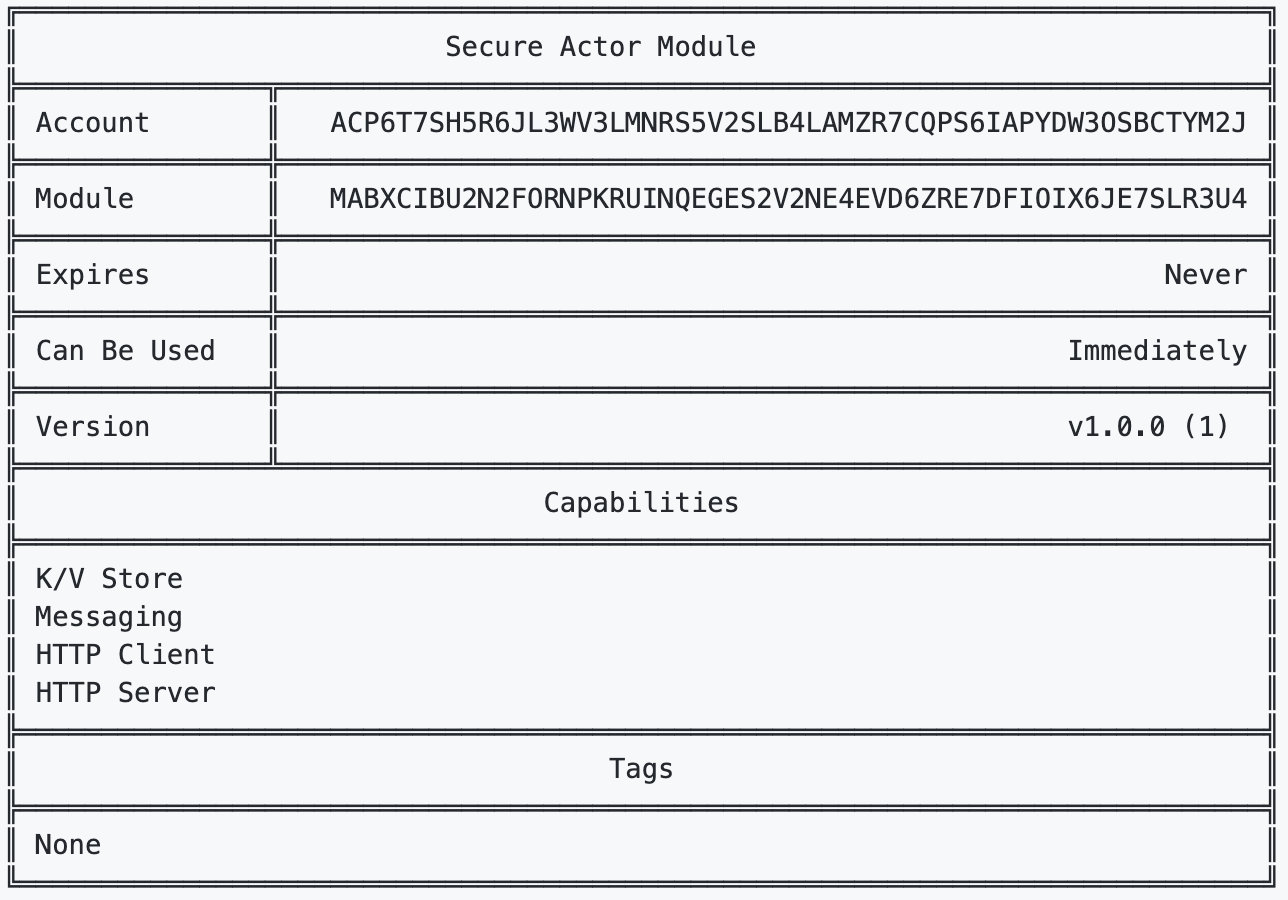 Secure Actor Module
Account ACP6T7SH5R6JL3WV3LMNRS5V2SLB4LAMZR7CQPS6IAPYDW3OSBCTYM2J
Module MABXCIBU2N2FORNPKRUINQEGES2V2NE4EVD6ZRE7DFIOIX6JE7SLR3U4
Expires Never
Can Be Used Immediately
Version v1.0.0 (1)
Capabilities
K/V Store
Messaging
HTTP Client
HTTP Server
Tags
None